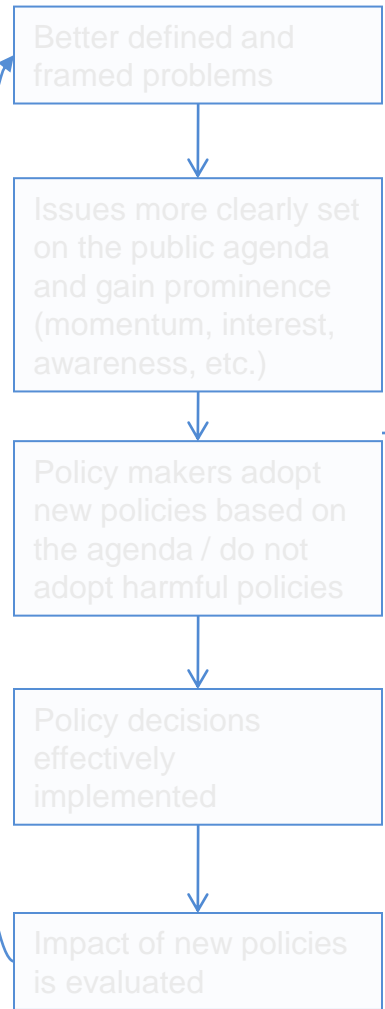 Better defined and
framed problems
Issues more clearly set
on the public agenda
and gain prominence
(momentum, interest,
awareness, etc.)
Policy makers adopt
new policies based on
the agenda / do not
adopt harmful policies
Policy decisions
effectively
implemented
Impact of new policies
is evaluated